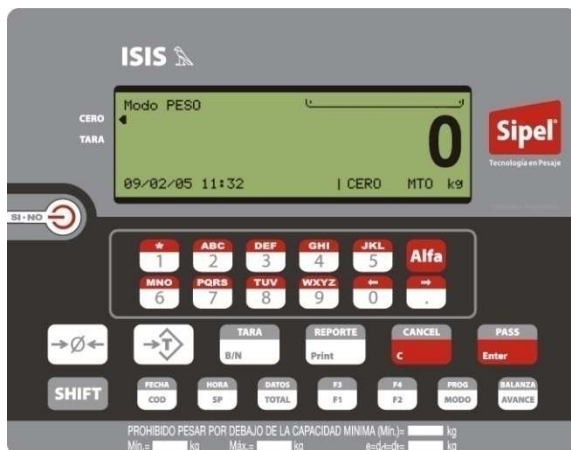 ISIS
Modo PESO
CERO
TARA
0
09/02/05 11:32 | CERO MTO kg
Sipel
Tecnología en Pesaje
SI - NO
* ABC DEF GHI JKL
1 2 3 4 5 Alfa
MNO PQRS TUV WXYZ ← →
6 7 8 9 0 .
→Ø← →T←
TARA REPORTE CANCEL PASS
B/N Print C Enter
SHIFT
FECHA HORA DATOS F3 F4 PROG BALANZA
COD SP TOTAL F1 F2 MODO AVANCE
PROHIBIDO PESAR POR DEBAJO DE LA CAPACIDAD MINIMA (Min.)= kg
Min.= kg Máx.= kg e=d=dt= kg